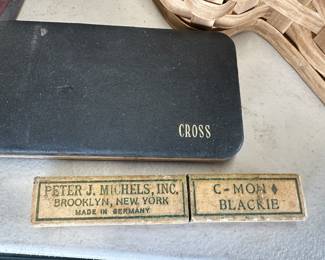 CROSS
PETER J. MICHELS, INC.
BROOKLYN, NEW YORK
MADE IN GERMANY
C-MON ♦
BLACKIE